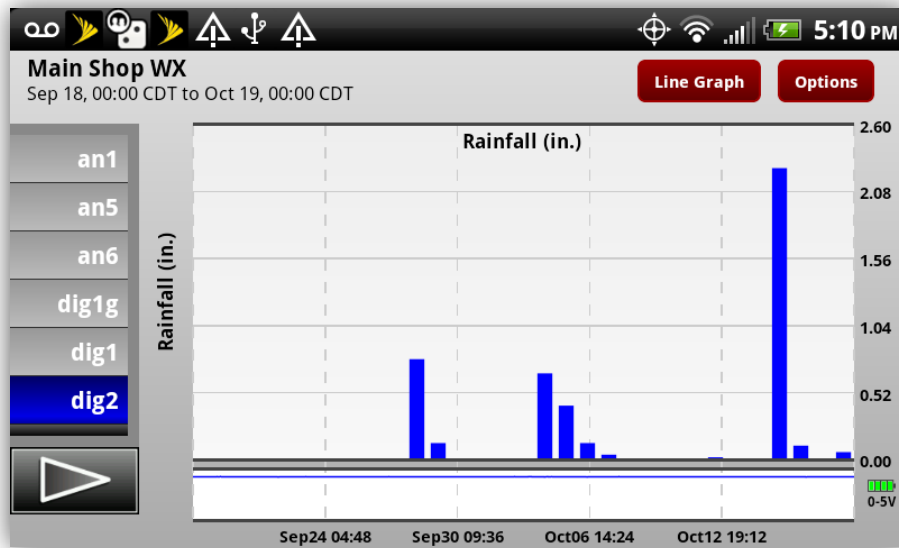 5:10 PM
Main Shop WX
Sep 18, 00:00 CDT to Oct 19, 00:00 CDT
Line Graph
Options
an1
an5
an6
dig1g
dig1
dig2
Rainfall (in.)
Rainfall (in.)
2.60
2.08
1.56
1.04
0.52
0.00
0-5V
Sep24 04:48
Sep30 09:36
Oct06 14:24
Oct12 19:12